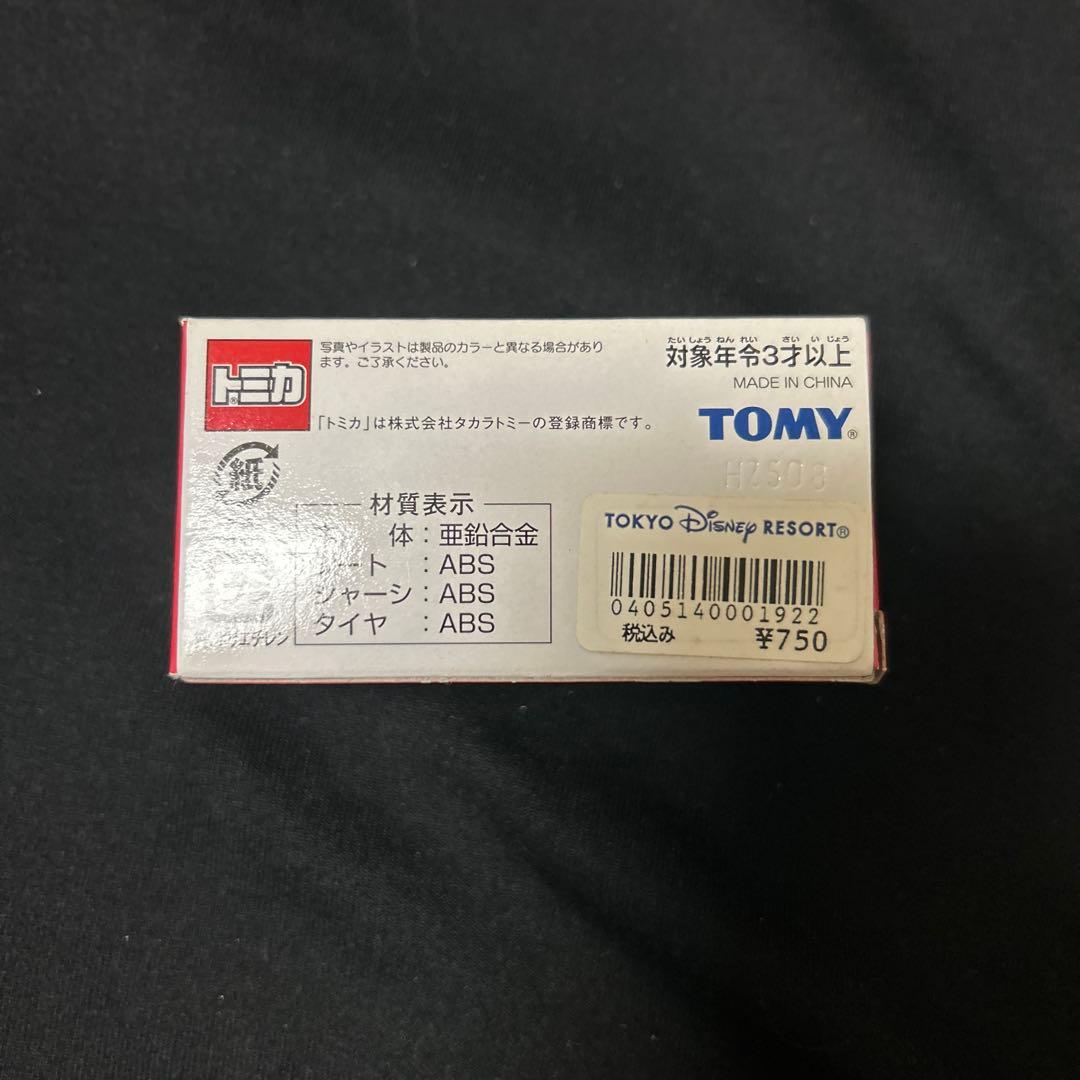 トミカ®
写真やイラストは製品のカラーと異なる場合があり
ます。ご了承ください。
「トミカ」は株式会社タカラトミーの登録商標です。
たいしょう ねん れい さい い じょう
対象年令3才以上
MADE IN CHINA
TOMY®
紙
材質表示
体：亜鉛合金
シート：ABS
シャーシ：ABS
タイヤ：ABS
TOKYO Disney RESORT®
0405140001922
税込み ¥750